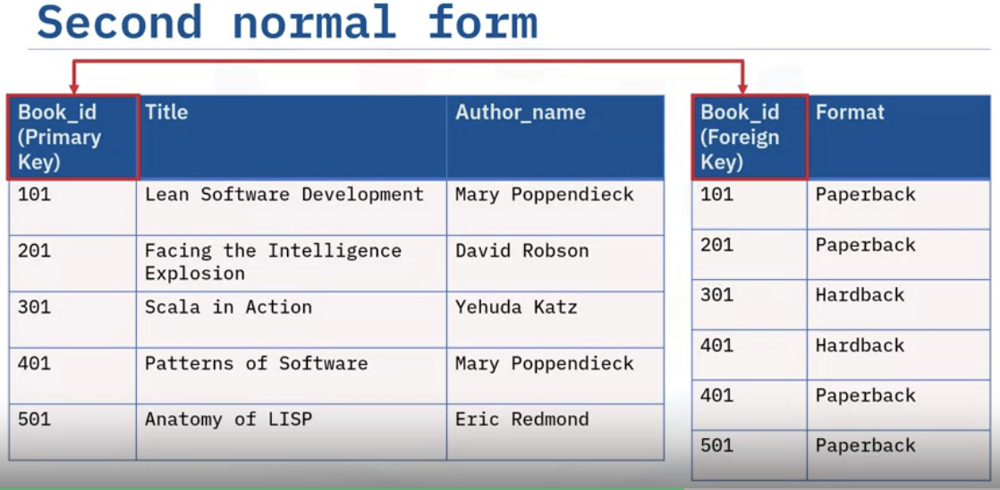 Second normal form
Book_id (Primary Key) Title Author_name
101 Lean Software Development Mary Poppendieck
201 Facing the Intelligence Explosion David Robson
301 Scala in Action Yehuda Katz
401 Patterns of Software Mary Poppendieck
501 Anatomy of LISP Eric Redmond
Book_id (Foreign Key) Format
101 Paperback
201 Paperback
301 Hardback
401 Hardback
401 Paperback
501 Paperback